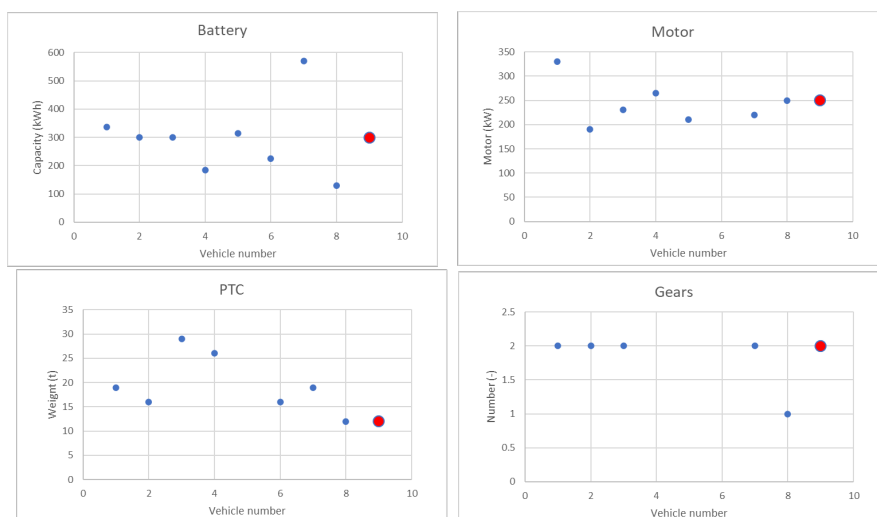 Battery
600
500
400
300
200
100
0
Capacity (kWh)
0 2 4 6 8 10
Vehicle number
Motor
350
300
250
200
150
100
50
0
Motor (kW)
0 2 4 6 8 10
Vehicle number
PTC
35
30
25
20
15
10
5
0
Weignt (t)
0 2 4 6 8 10
Vehicle number
Gears
2.5
2
1.5
1
0.5
0
Number (-)
0 2 4 6 8 10
Vehicle number